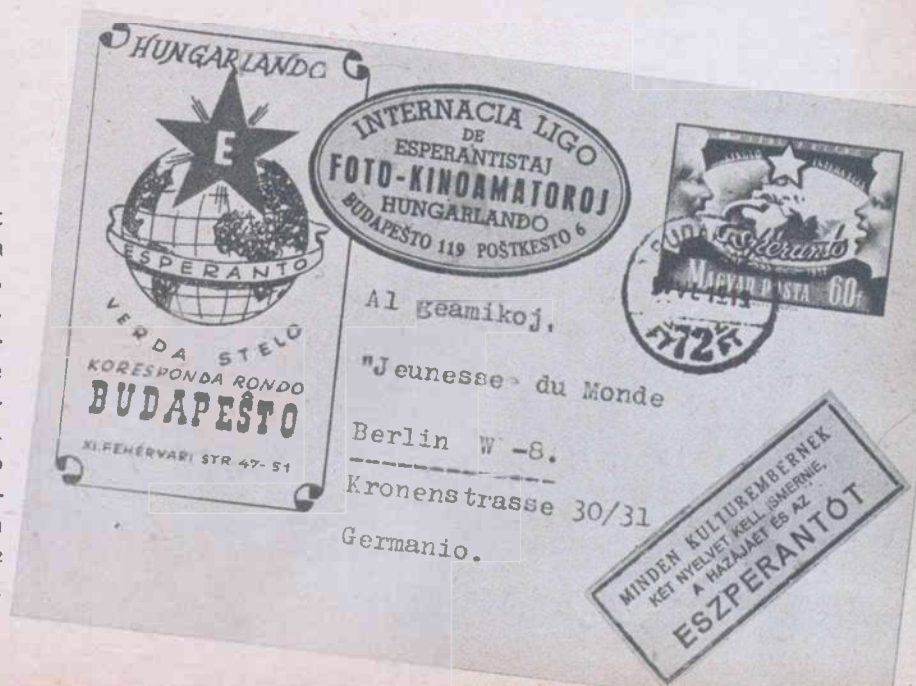 HUNGARLANDO
E
ESPERANTO
VERDA STELO
KORESPONDA RONDO
BUDAPEŜTO
XI. FEHÉRVÁRI STR 47-51
INTERNACIA LIGO
DE
ESPERANTISTAJ
FOTO-KINOAMATOROJ
HUNGARLANDO
BUDAPEŜTO 119 POŜTKESTO 6
Esperanto
MAGYAR POSTA 60f
72
Al geamikoj,
"Jeunesse" du Monde
Berlin W -8.
Kronenstrasse 30/31
Germanio.
MINDEN KULTUREMBERNEK
KÉT NYELVET KELL ISMERNIE,
A HAZÁJÁÉT ÉS AZ
ESZPERANTÓT